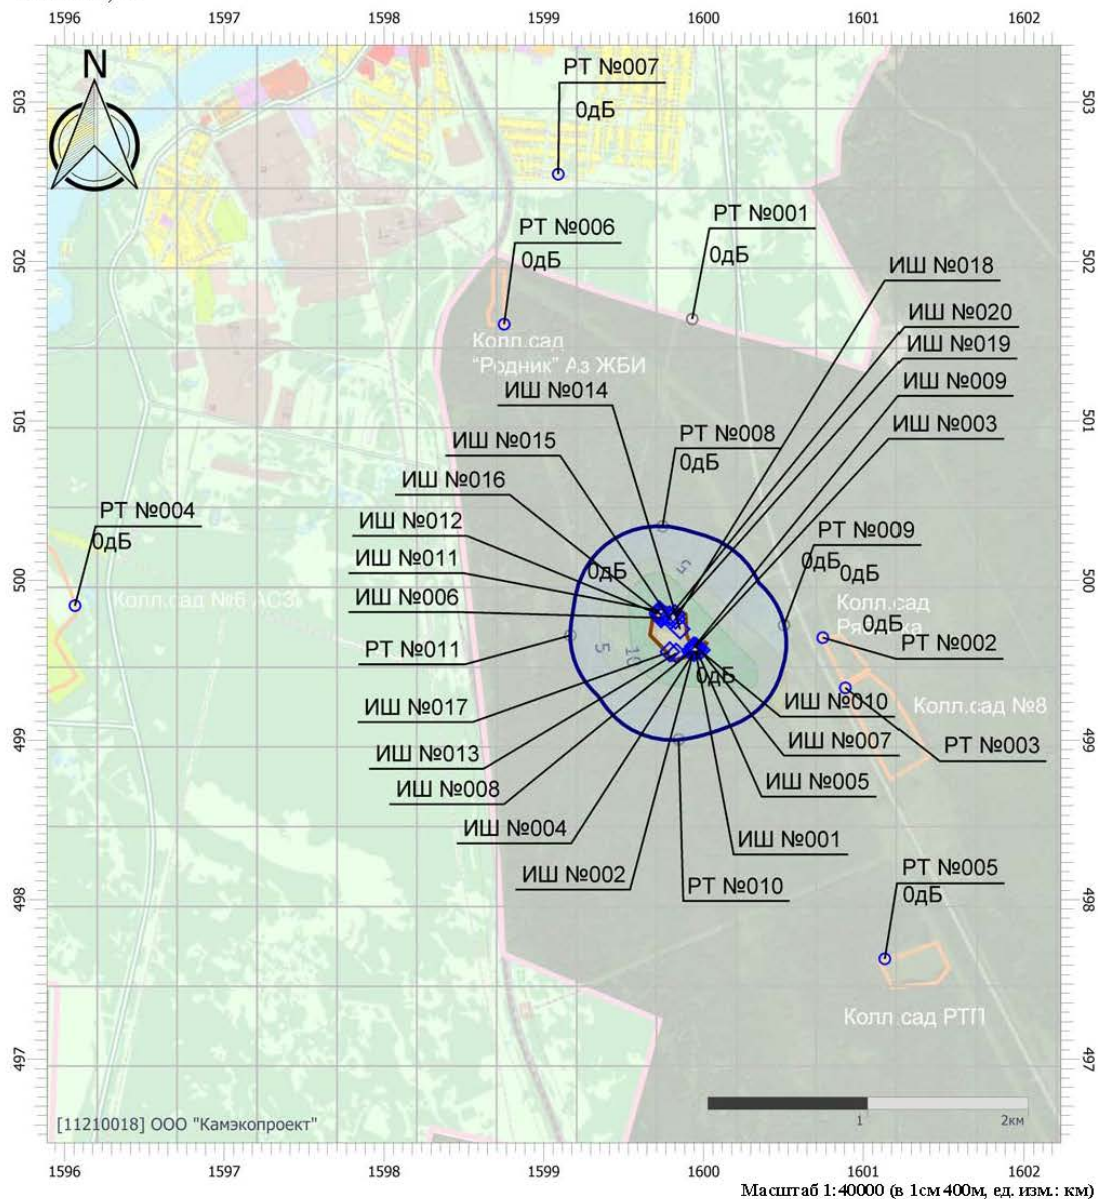 1596 1597 1598 1599 1600 1601 1602
N
РТ №007
503
503
0дБ
РТ №001
РТ №006
0дБ
0дБ
502
502
ИШ №018
ИШ №020
Колл.сад
ИШ №019
"Родник" Аз ЖБИ
ИШ №014
ИШ №009
501
501
ИШ №003
ИШ №015
РТ №008
0дБ
ИШ №016
РТ №004
ИШ №012
РТ №009
0дБ
ИШ №011
5
0дБ
0дБ
0дБ
500
500
Колл.сад №6 АСЗ
ИШ №006
Колл.сад
0дБ
РТ №002
РТ №011
5
10
0дБ
ИШ №010
Колл.сад №8
ИШ №017
499
499
ИШ №007
РТ №003
ИШ №013
ИШ №008
ИШ №005
ИШ №004
ИШ №001
ИШ №002
РТ №010
РТ №005
0дБ
498
498
Колл.сад РТП
497
497
[11210018] ООО "Камэкопроект"
1
2км
1596 1597 1598 1599 1600 1601 1602
Масштаб 1:40000 (в 1см 400м, ед. изм.: км)